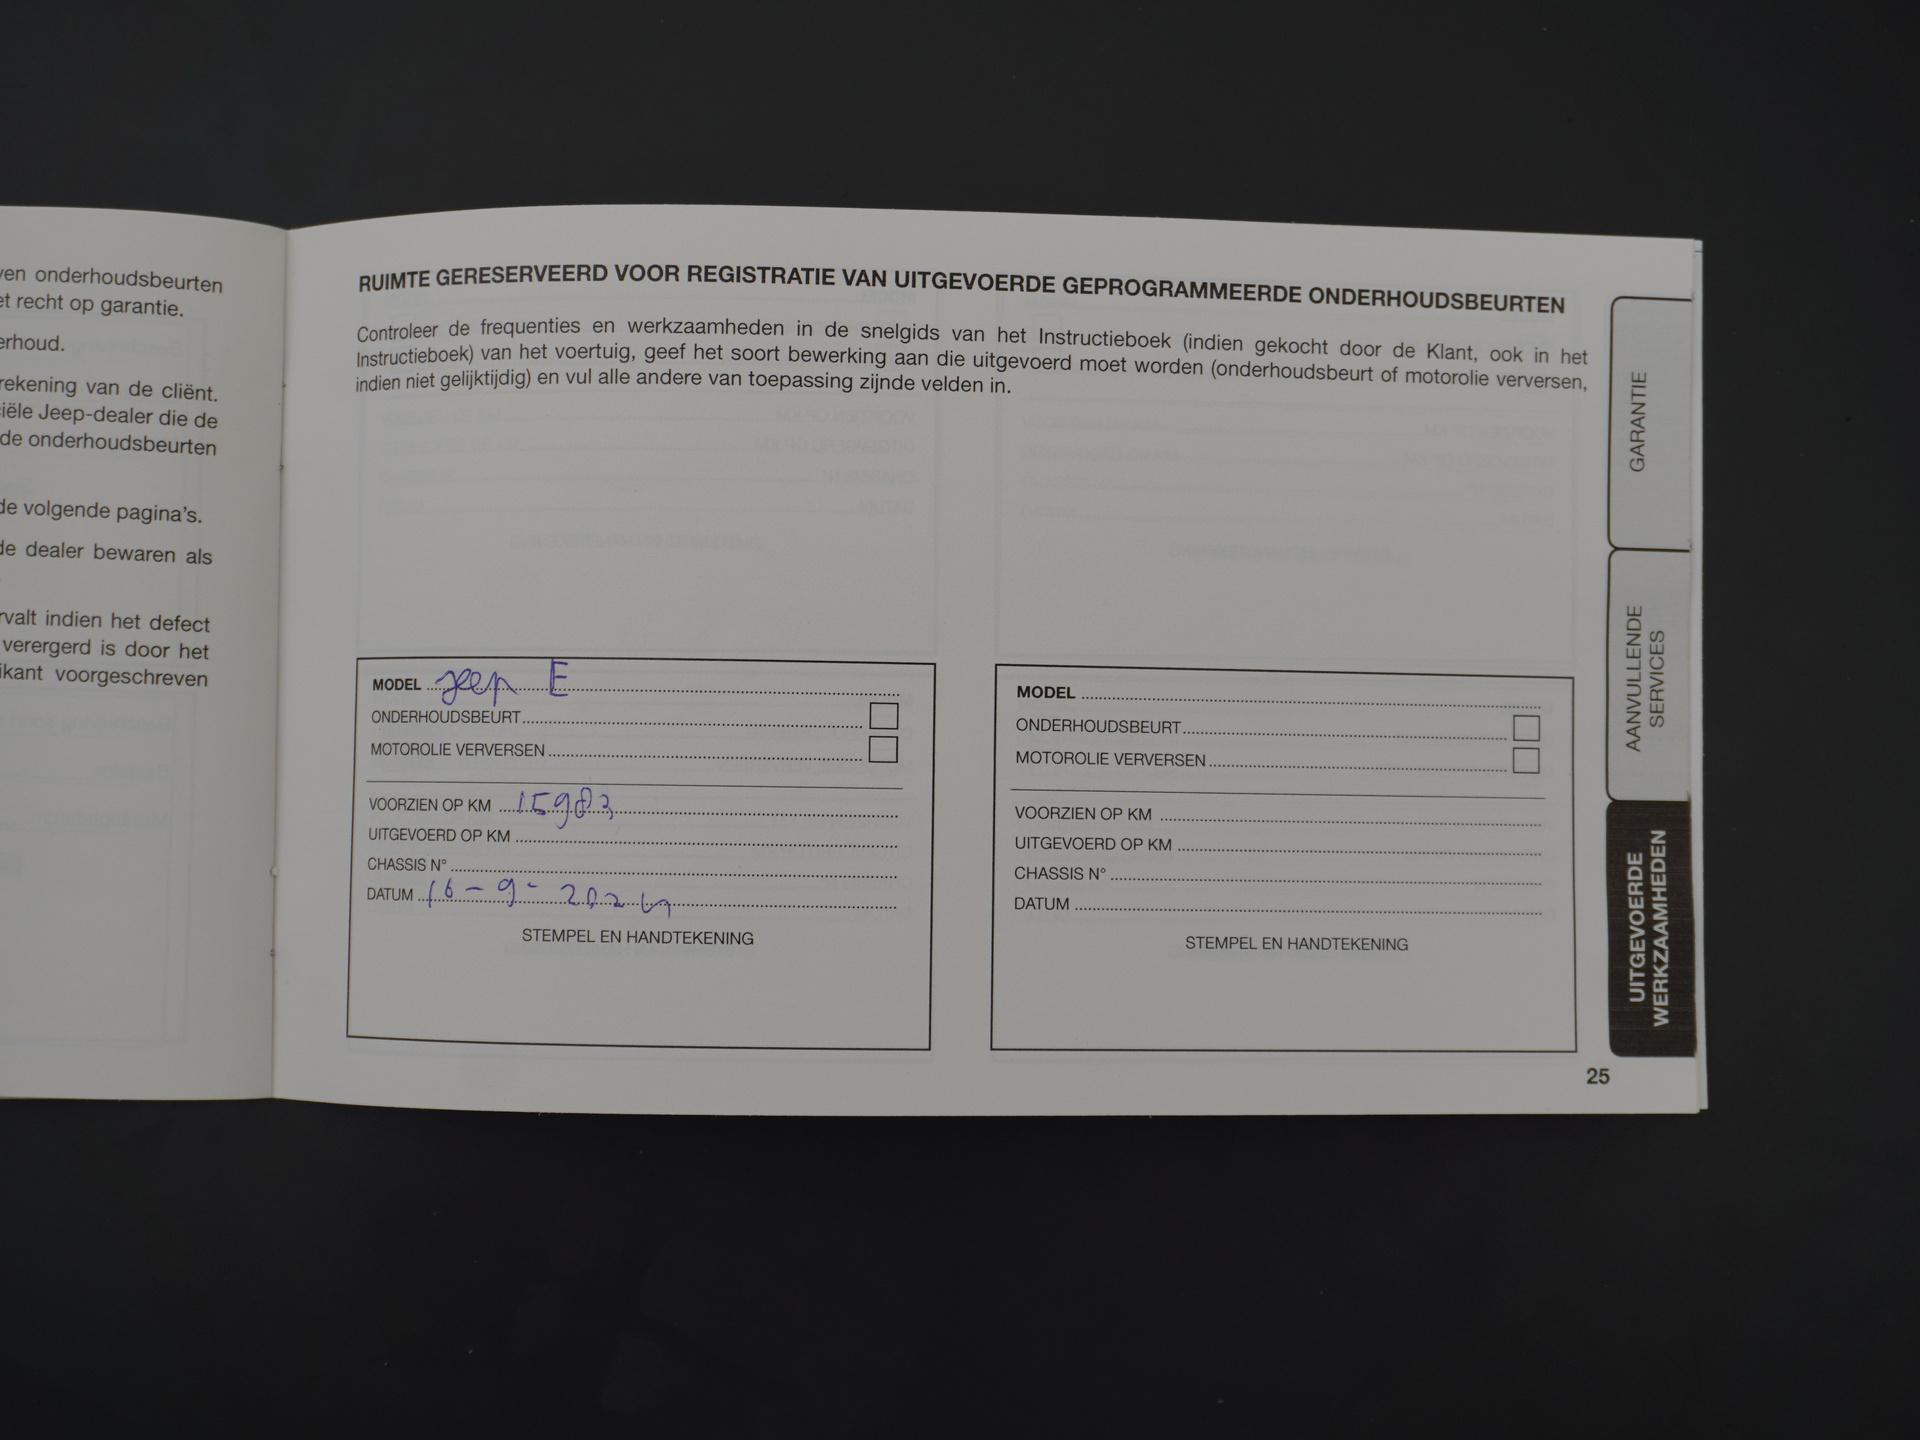 ven onderhoudsbeurten
et recht op garantie.
erhoud.
rekening van de cliënt.
ciële Jeep-dealer die de
de onderhoudsbeurten
de volgende pagina's.
de dealer bewaren als
rvalt indien het defect
verergerd is door het
ikant voorgeschreven
RUIMTE GERESERVEERD VOOR REGISTRATIE VAN UITGEVOERDE GEPROGRAMMEERDE ONDERHOUDSBEURTEN
Controleer de frequenties en werkzaamheden in de snelgids van het Instructieboek (indien gekocht door de Klant, ook in het
Instructieboek) van het voertuig, geef het soort bewerking aan die uitgevoerd moet worden (onderhoudsbeurt of motorolie verversen,
indien niet gelijktijdig) en vul alle andere van toepassing zijnde velden in.
MODEL jeep E
ONDERHOUDSBEURT
MOTOROLIE VERVERSEN
VOORZIEN OP KM 15983
UITGEVOERD OP KM
CHASSIS N°
DATUM 16-9-2024
STEMPEL EN HANDTEKENING
MODEL
ONDERHOUDSBEURT
MOTOROLIE VERVERSEN
VOORZIEN OP KM
UITGEVOERD OP KM
CHASSIS N°
DATUM
STEMPEL EN HANDTEKENING
GARANTIE
AANVULLENDE
SERVICES
UITGEVOERDE
WERKZAAMHEDEN
25